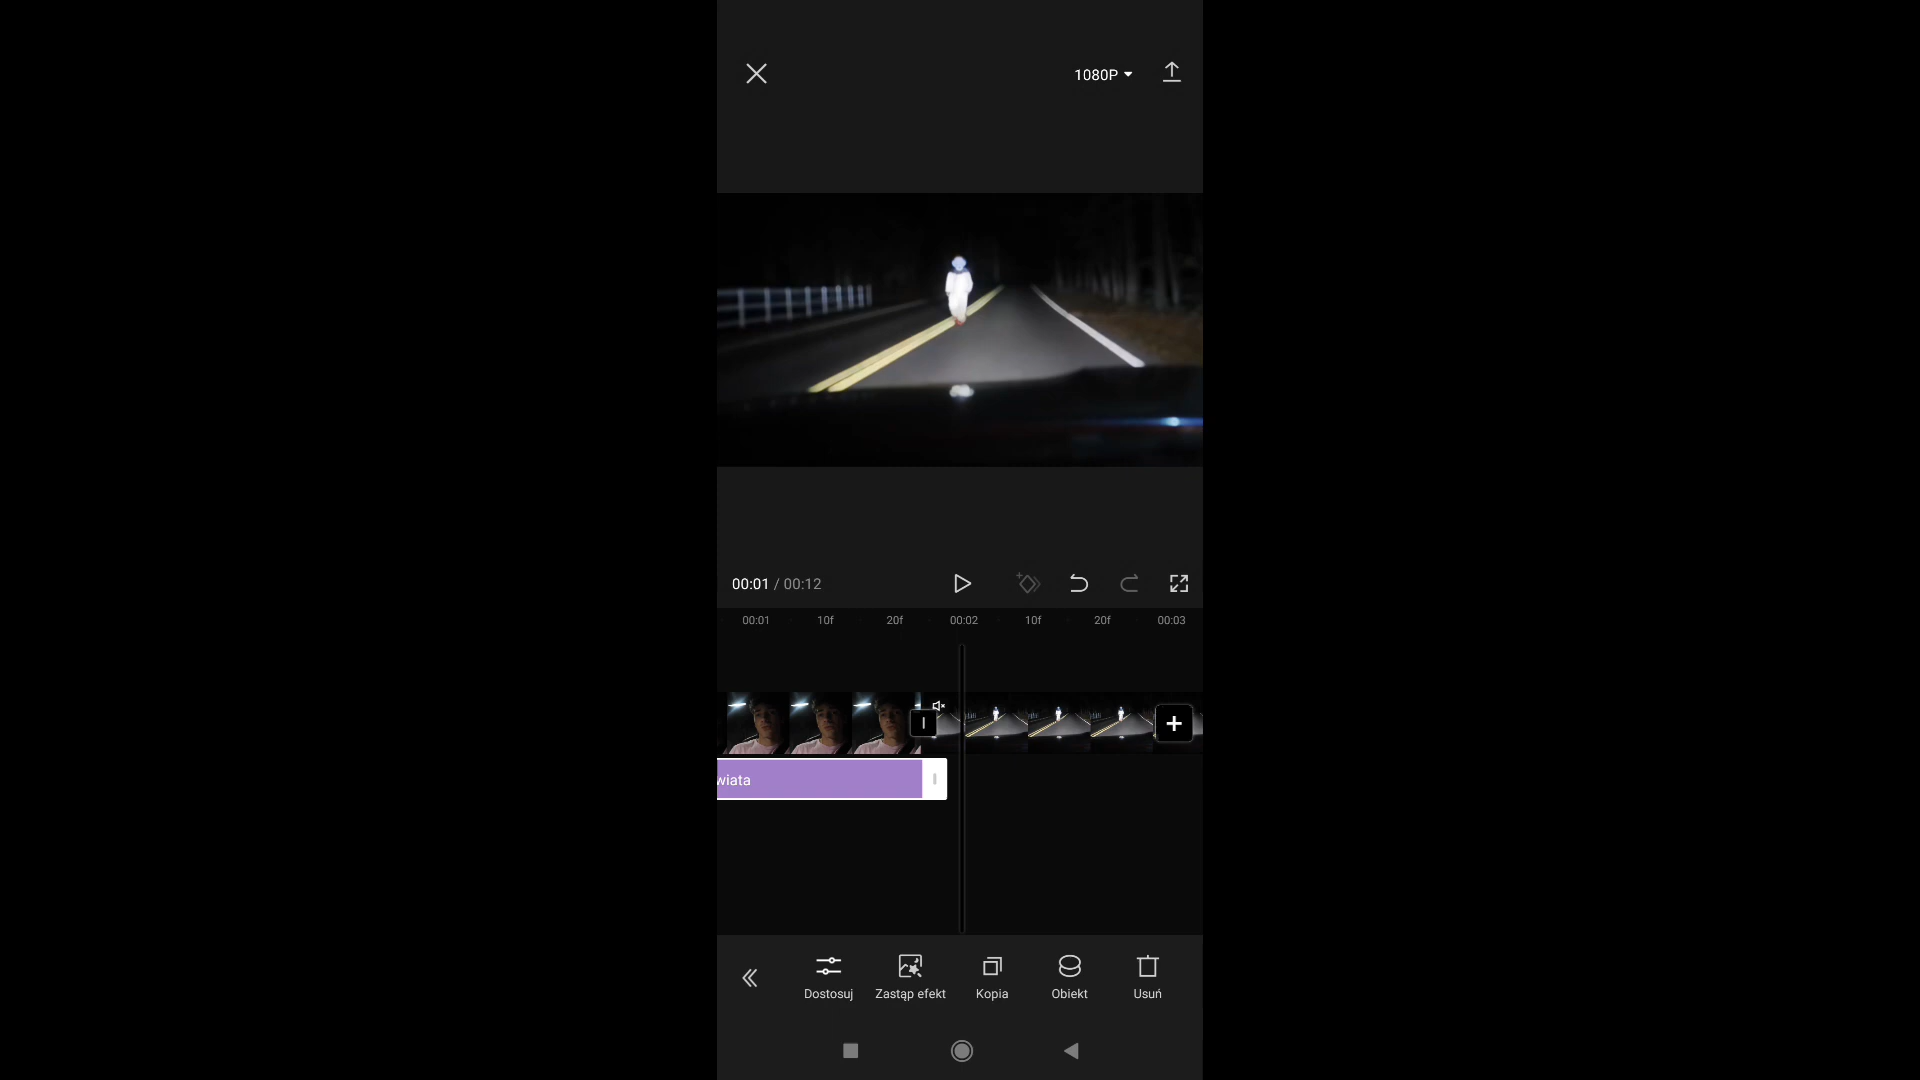 1080P
00:01 / 00:12
00:01 10f 20f 00:02 10f 20f 00:03
wiata
Dostosuj Zastąp efekt Kopia Obiekt Usuń